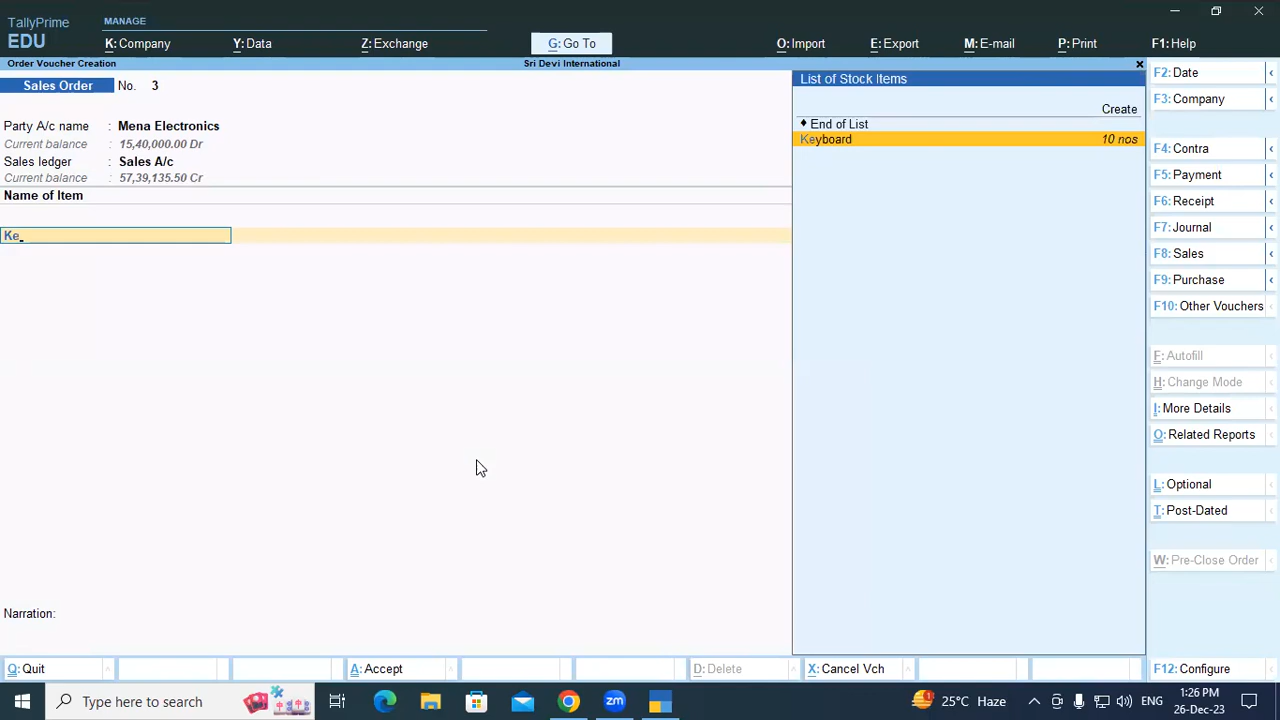 TallyPrime
EDU
MANAGE
K: Company
Y: Data
Z: Exchange
G: Go To
O: Import
E: Export
M: E-mail
P: Print
F1: Help
Order Voucher Creation
Sri Devi International
Sales Order No. 3
Party A/c name : Mena Electronics
Current balance : 15,40,000.00 Dr
Sales ledger : Sales A/c
Current balance : 57,39,135.50 Cr
Name of Item
Ke
Narration:
List of Stock Items
Create
♦ End of List
Keyboard 10 nos
F2: Date
F3: Company
F4: Contra
F5: Payment
F6: Receipt
F7: Journal
F8: Sales
F9: Purchase
F10: Other Vouchers
F: Autofill
H: Change Mode
I: More Details
O: Related Reports
L: Optional
T: Post-Dated
W: Pre-Close Order
F12: Configure
Q: Quit
A: Accept
D: Delete
X: Cancel Vch
Type here to search
zm
25°C Haze
ENG
1:26 PM
26-Dec-23